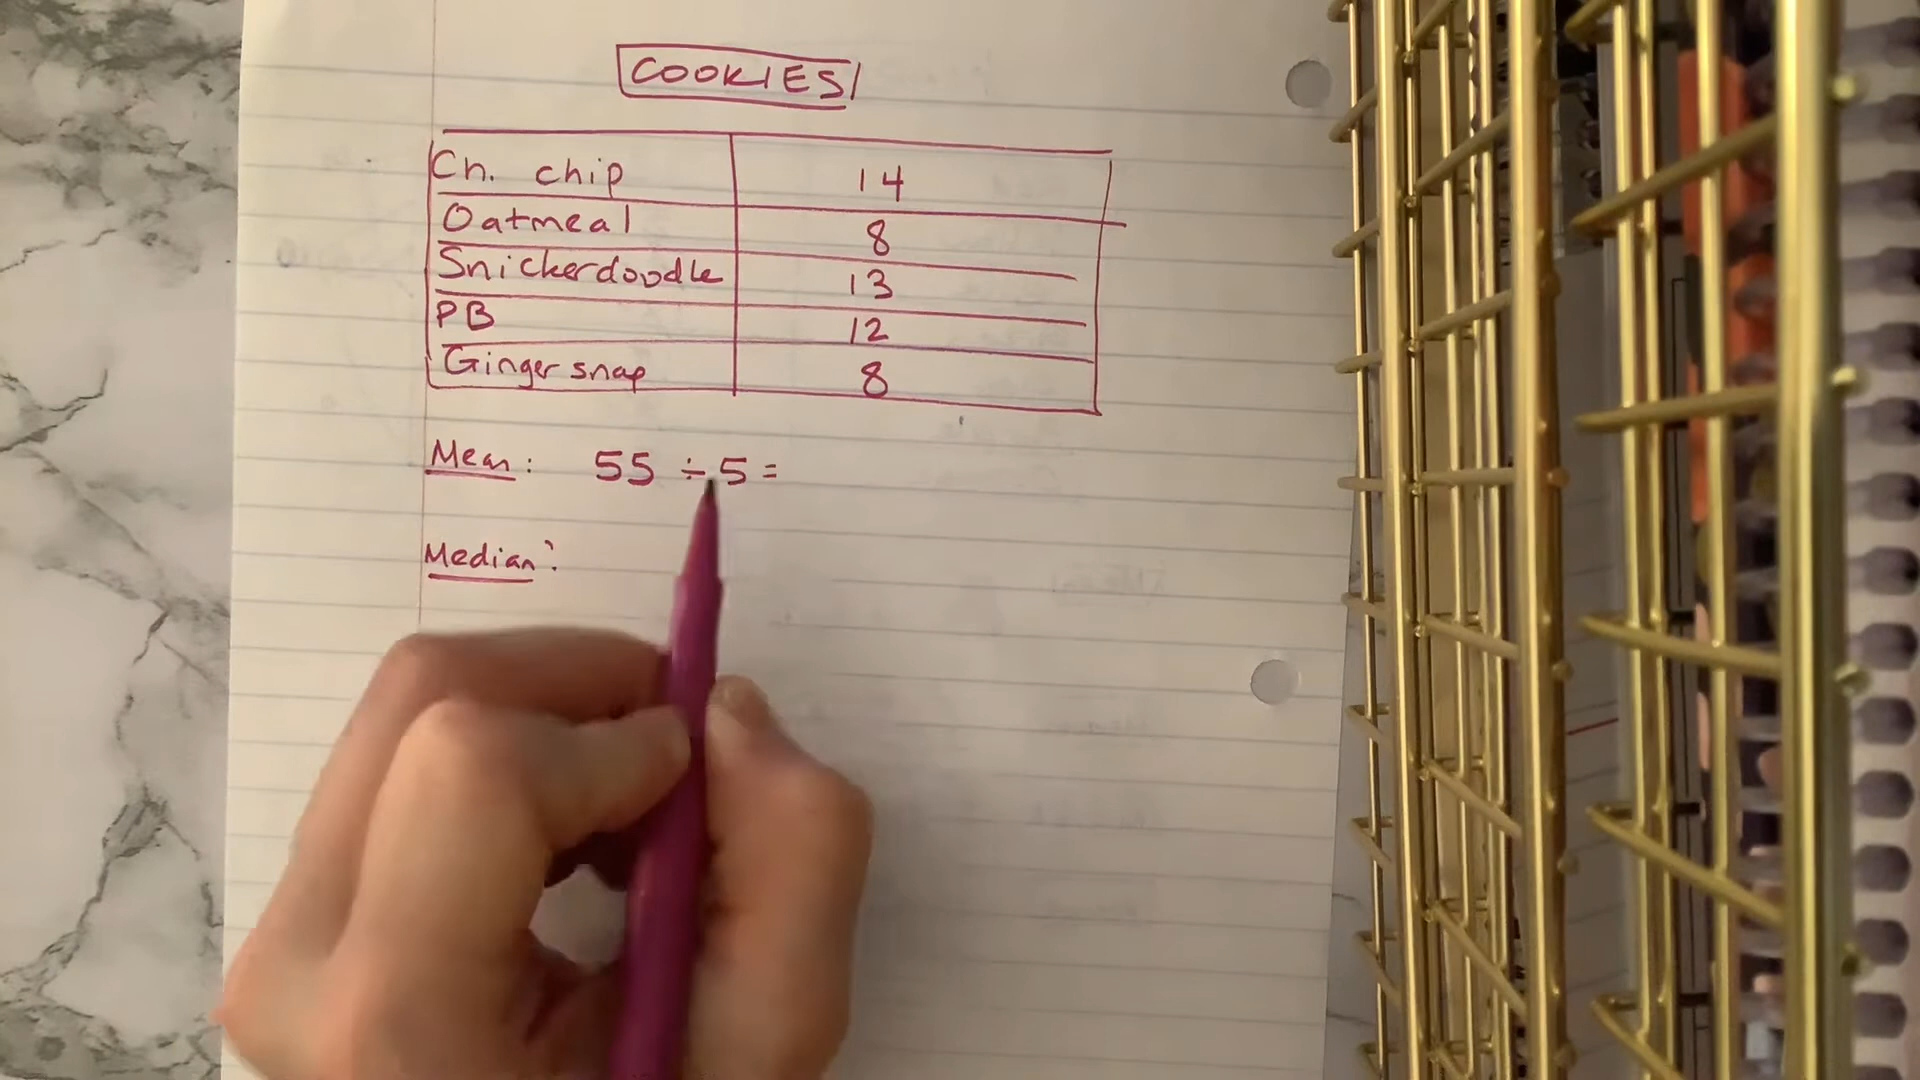 COOKIES
Ch. chip 14
Oatmeal 8
Snickerdoodle 13
PB 12
Ginger snap 8
Mean: 55 ÷ 5 =
Median: